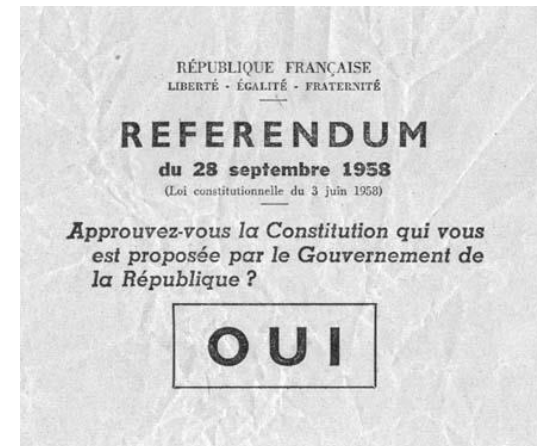 RÉPUBLIQUE FRANÇAISE
LIBERTÉ - ÉGALITÉ - FRATERNITÉ
REFERENDUM
du 28 septembre 1958
(Loi constitutionnelle du 3 juin 1958)
Approuvez-vous la Constitution qui vous
est proposée par le Gouvernement de
la République ?
OUI